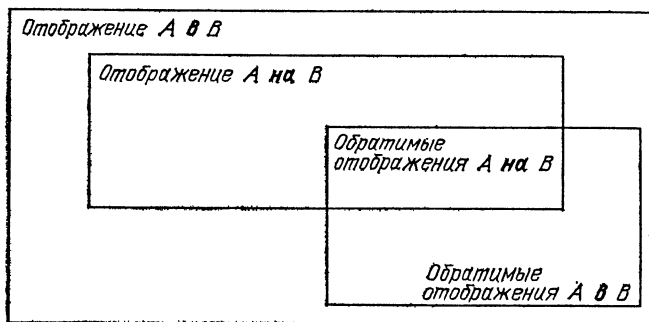 Отображение A в B
Отображение A на B
Обратимые
отображения A на B
Обратимые
отображения A в B